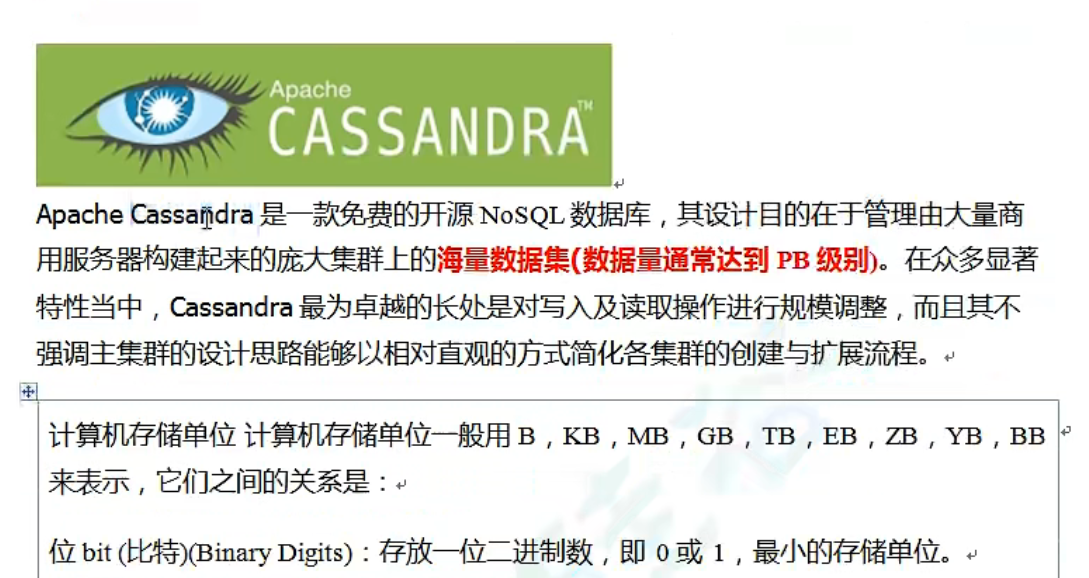 Apache
CASSANDRA™
Apache Cassandra 是一款免费的开源 NoSQL 数据库，其设计目的在于管理由大量商
用服务器构建起来的庞大集群上的海量数据集(数据量通常达到 PB 级别)。在众多显著
特性当中，Cassandra 最为卓越的长处是对写入及读取操作进行规模调整，而且其不
强调主集群的设计思路能够以相对直观的方式简化各集群的创建与扩展流程。
计算机存储单位 计算机存储单位一般用 B，KB，MB，GB，TB，EB，ZB，YB，BB
来表示，它们之间的关系是：
位 bit (比特)(Binary Digits)：存放一位二进制数，即 0 或 1，最小的存储单位。